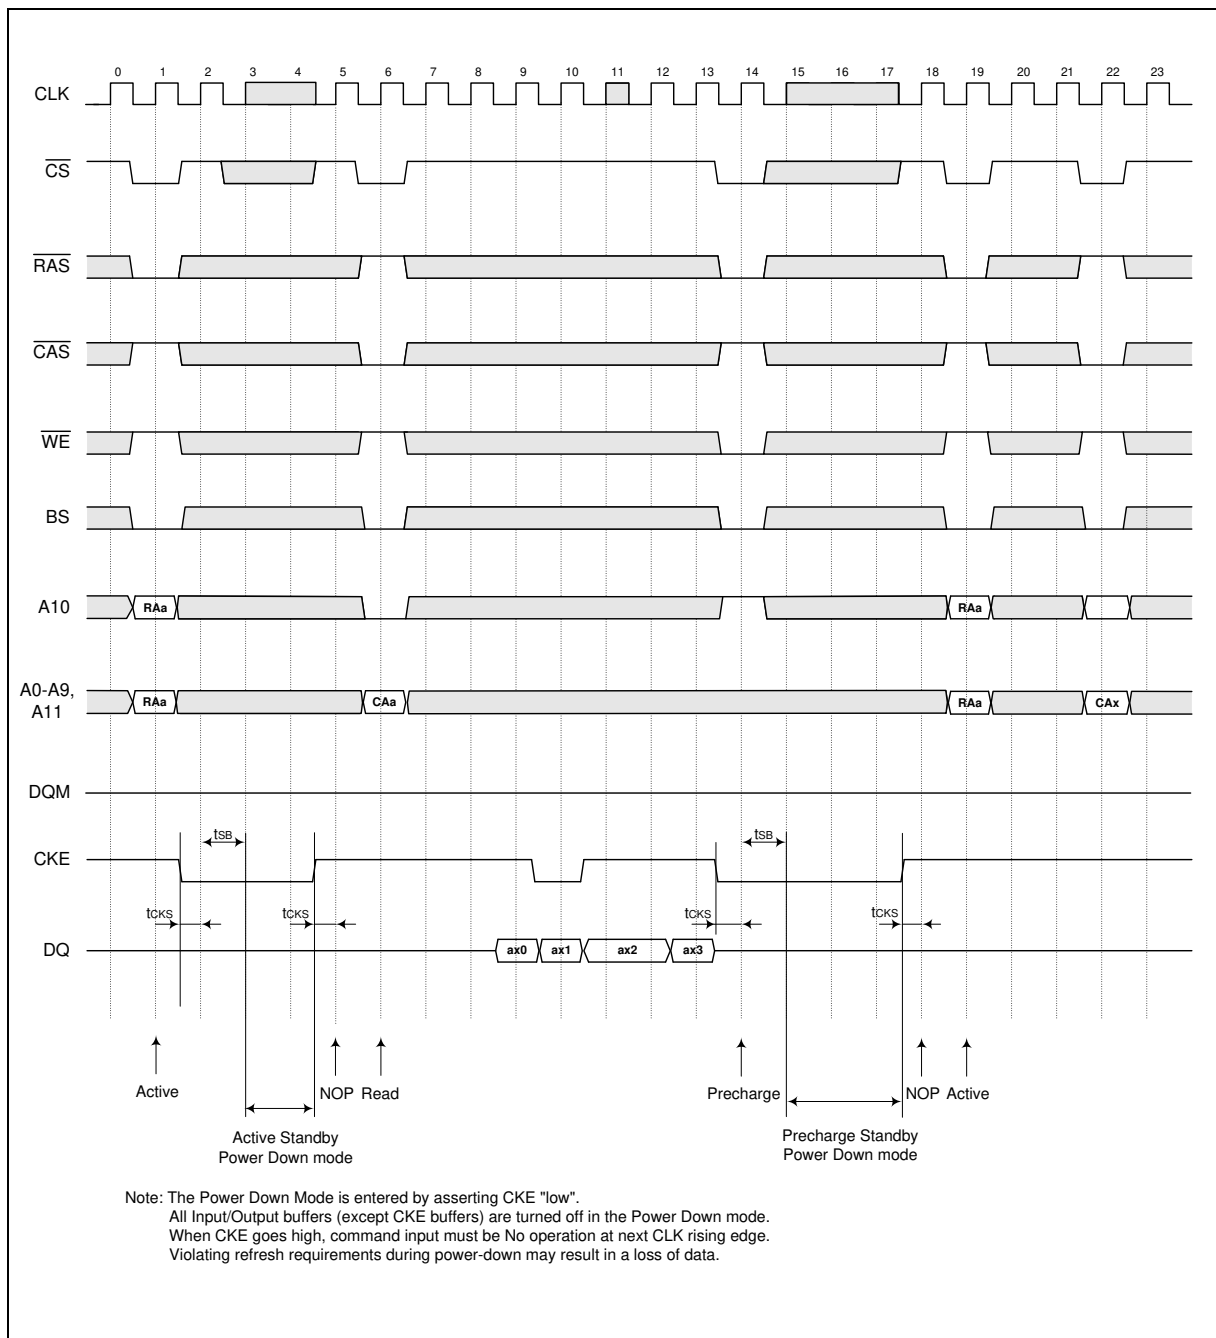 0 1 2 3 4 5 6 7 8 9 10 11 12 13 14 15 16 17 18 19 20 21 22 23
CLK
CS
RAS
CAS
WE
BS
A10 RAa RAa
A0-A9,
A11 RAa CAa RAa CAx
DQM
tSB tSB
CKE
tCKS tCKS tCKS tCKS
DQ ax0 ax1 ax2 ax3
Active NOP Read Precharge NOP Active
Active Standby
Power Down mode
Precharge Standby
Power Down mode
Note: The Power Down Mode is entered by asserting CKE "low".
All Input/Output buffers (except CKE buffers) are turned off in the Power Down mode.
When CKE goes high, command input must be No operation at next CLK rising edge.
Violating refresh requirements during power-down may result in a loss of data.